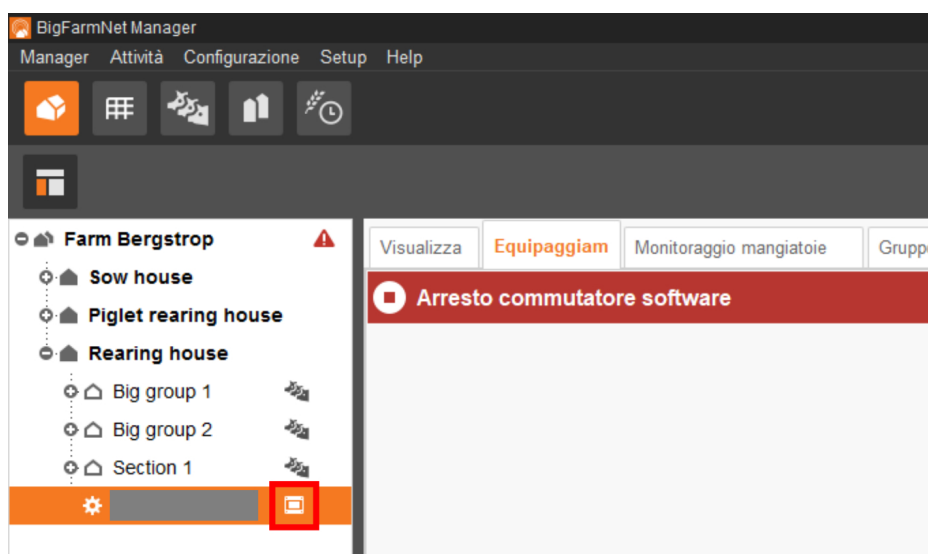 BigFarmNet Manager
Manager Attività Configurazione Setup Help
Farm Bergstrop
Sow house
Piglet rearing house
Rearing house
Big group 1
Big group 2
Section 1
Visualizza Equipaggiam Monitoraggio mangiatoie Grupp
Arresto commutatore software